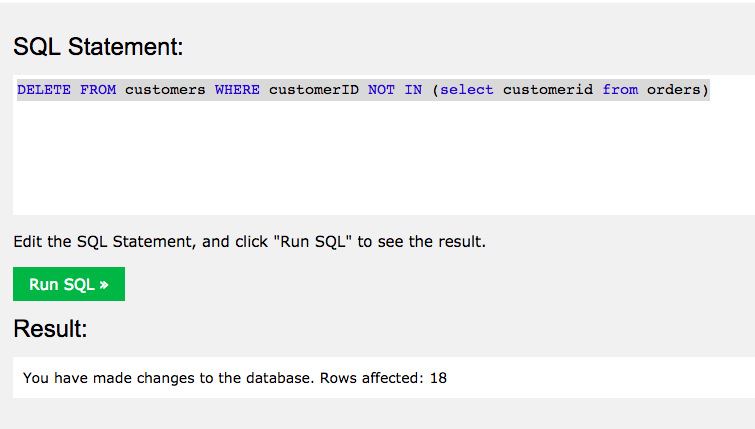 SQL Statement:
DELETE FROM customers WHERE customerID NOT IN (select customerid from orders)
Edit the SQL Statement, and click "Run SQL" to see the result.
Run SQL »
Result:
You have made changes to the database. Rows affected: 18